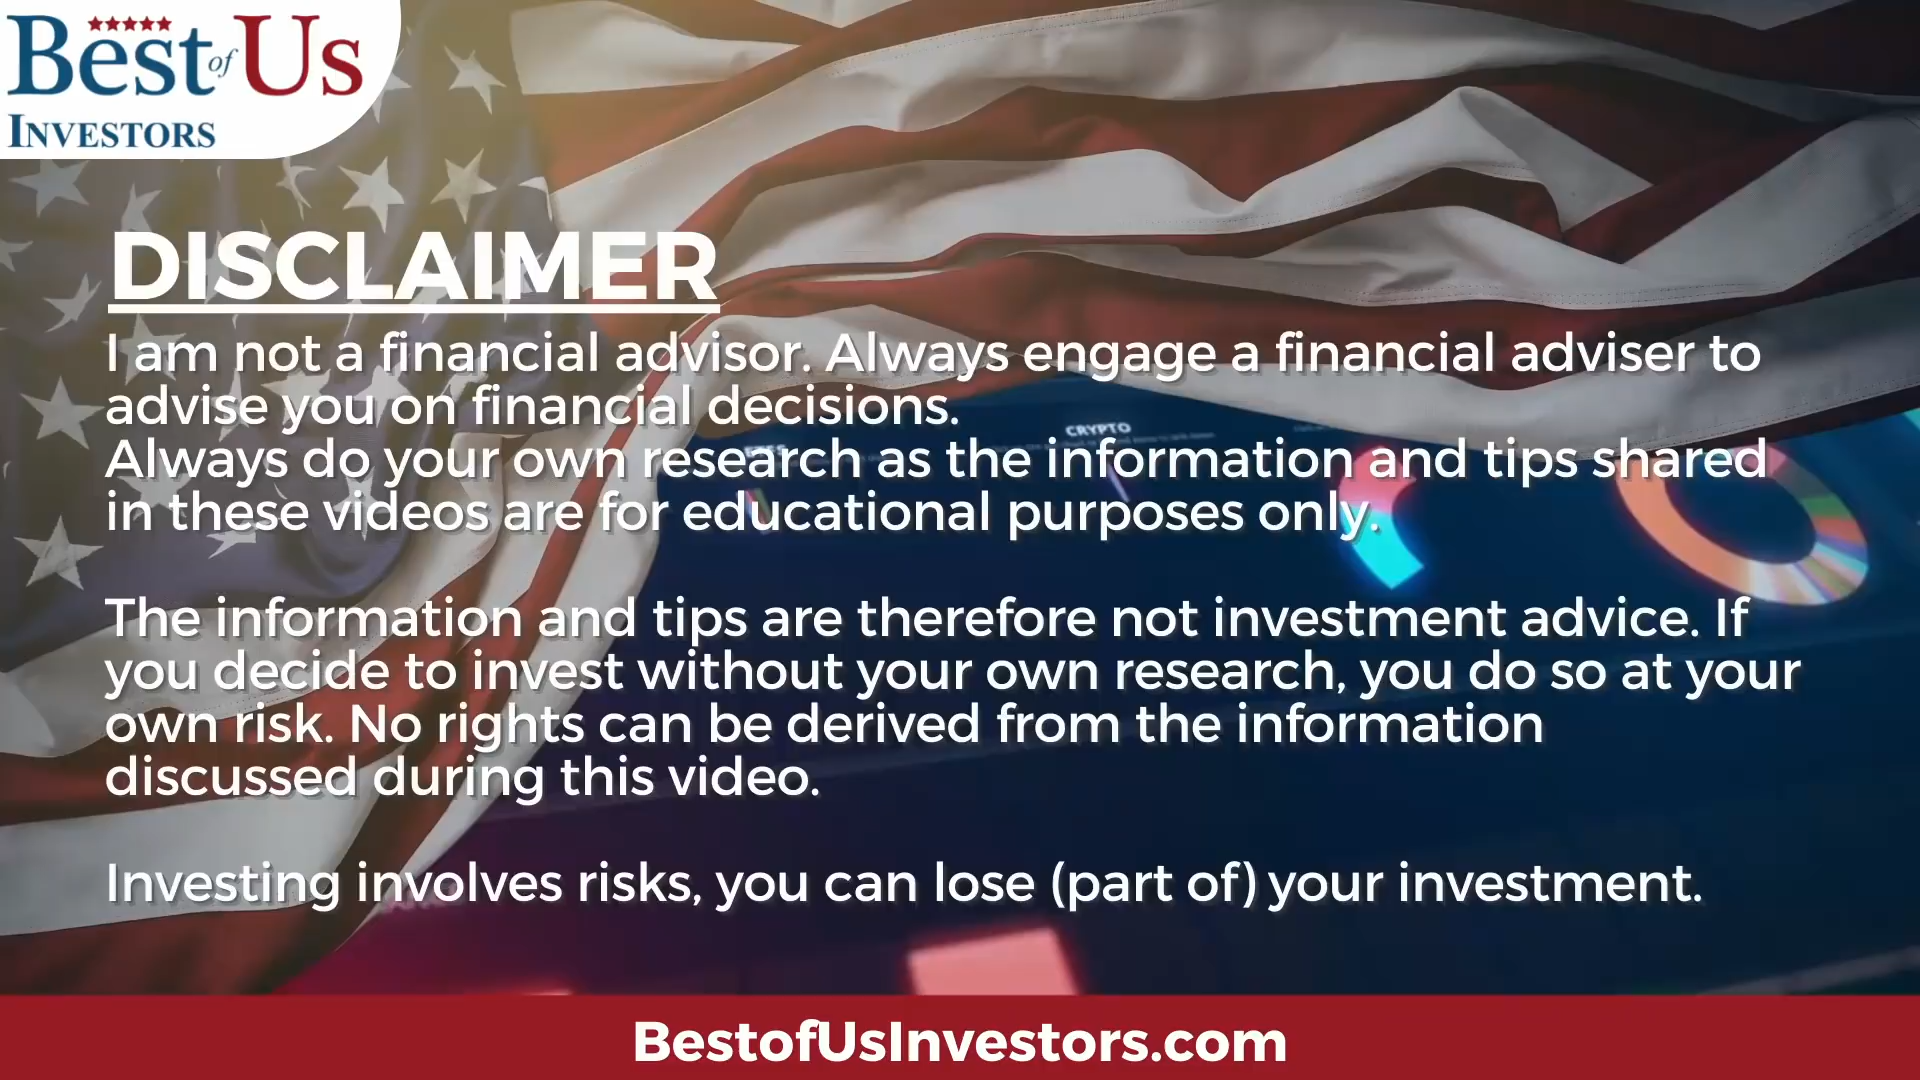 Best of Us
INVESTORS
DISCLAIMER
I am not a financial advisor. Always engage a financial adviser to
advise you on financial decisions.
CRYPTO
Always do your own research as the information and tips shared
in these videos are for educational purposes only.
The information and tips are therefore not investment advice. If
you decide to invest without your own research, you do so at your
own risk. No rights can be derived from the information
discussed during this video.
Investing involves risks, you can lose (part of) your investment.
BestofUsInvestors.com